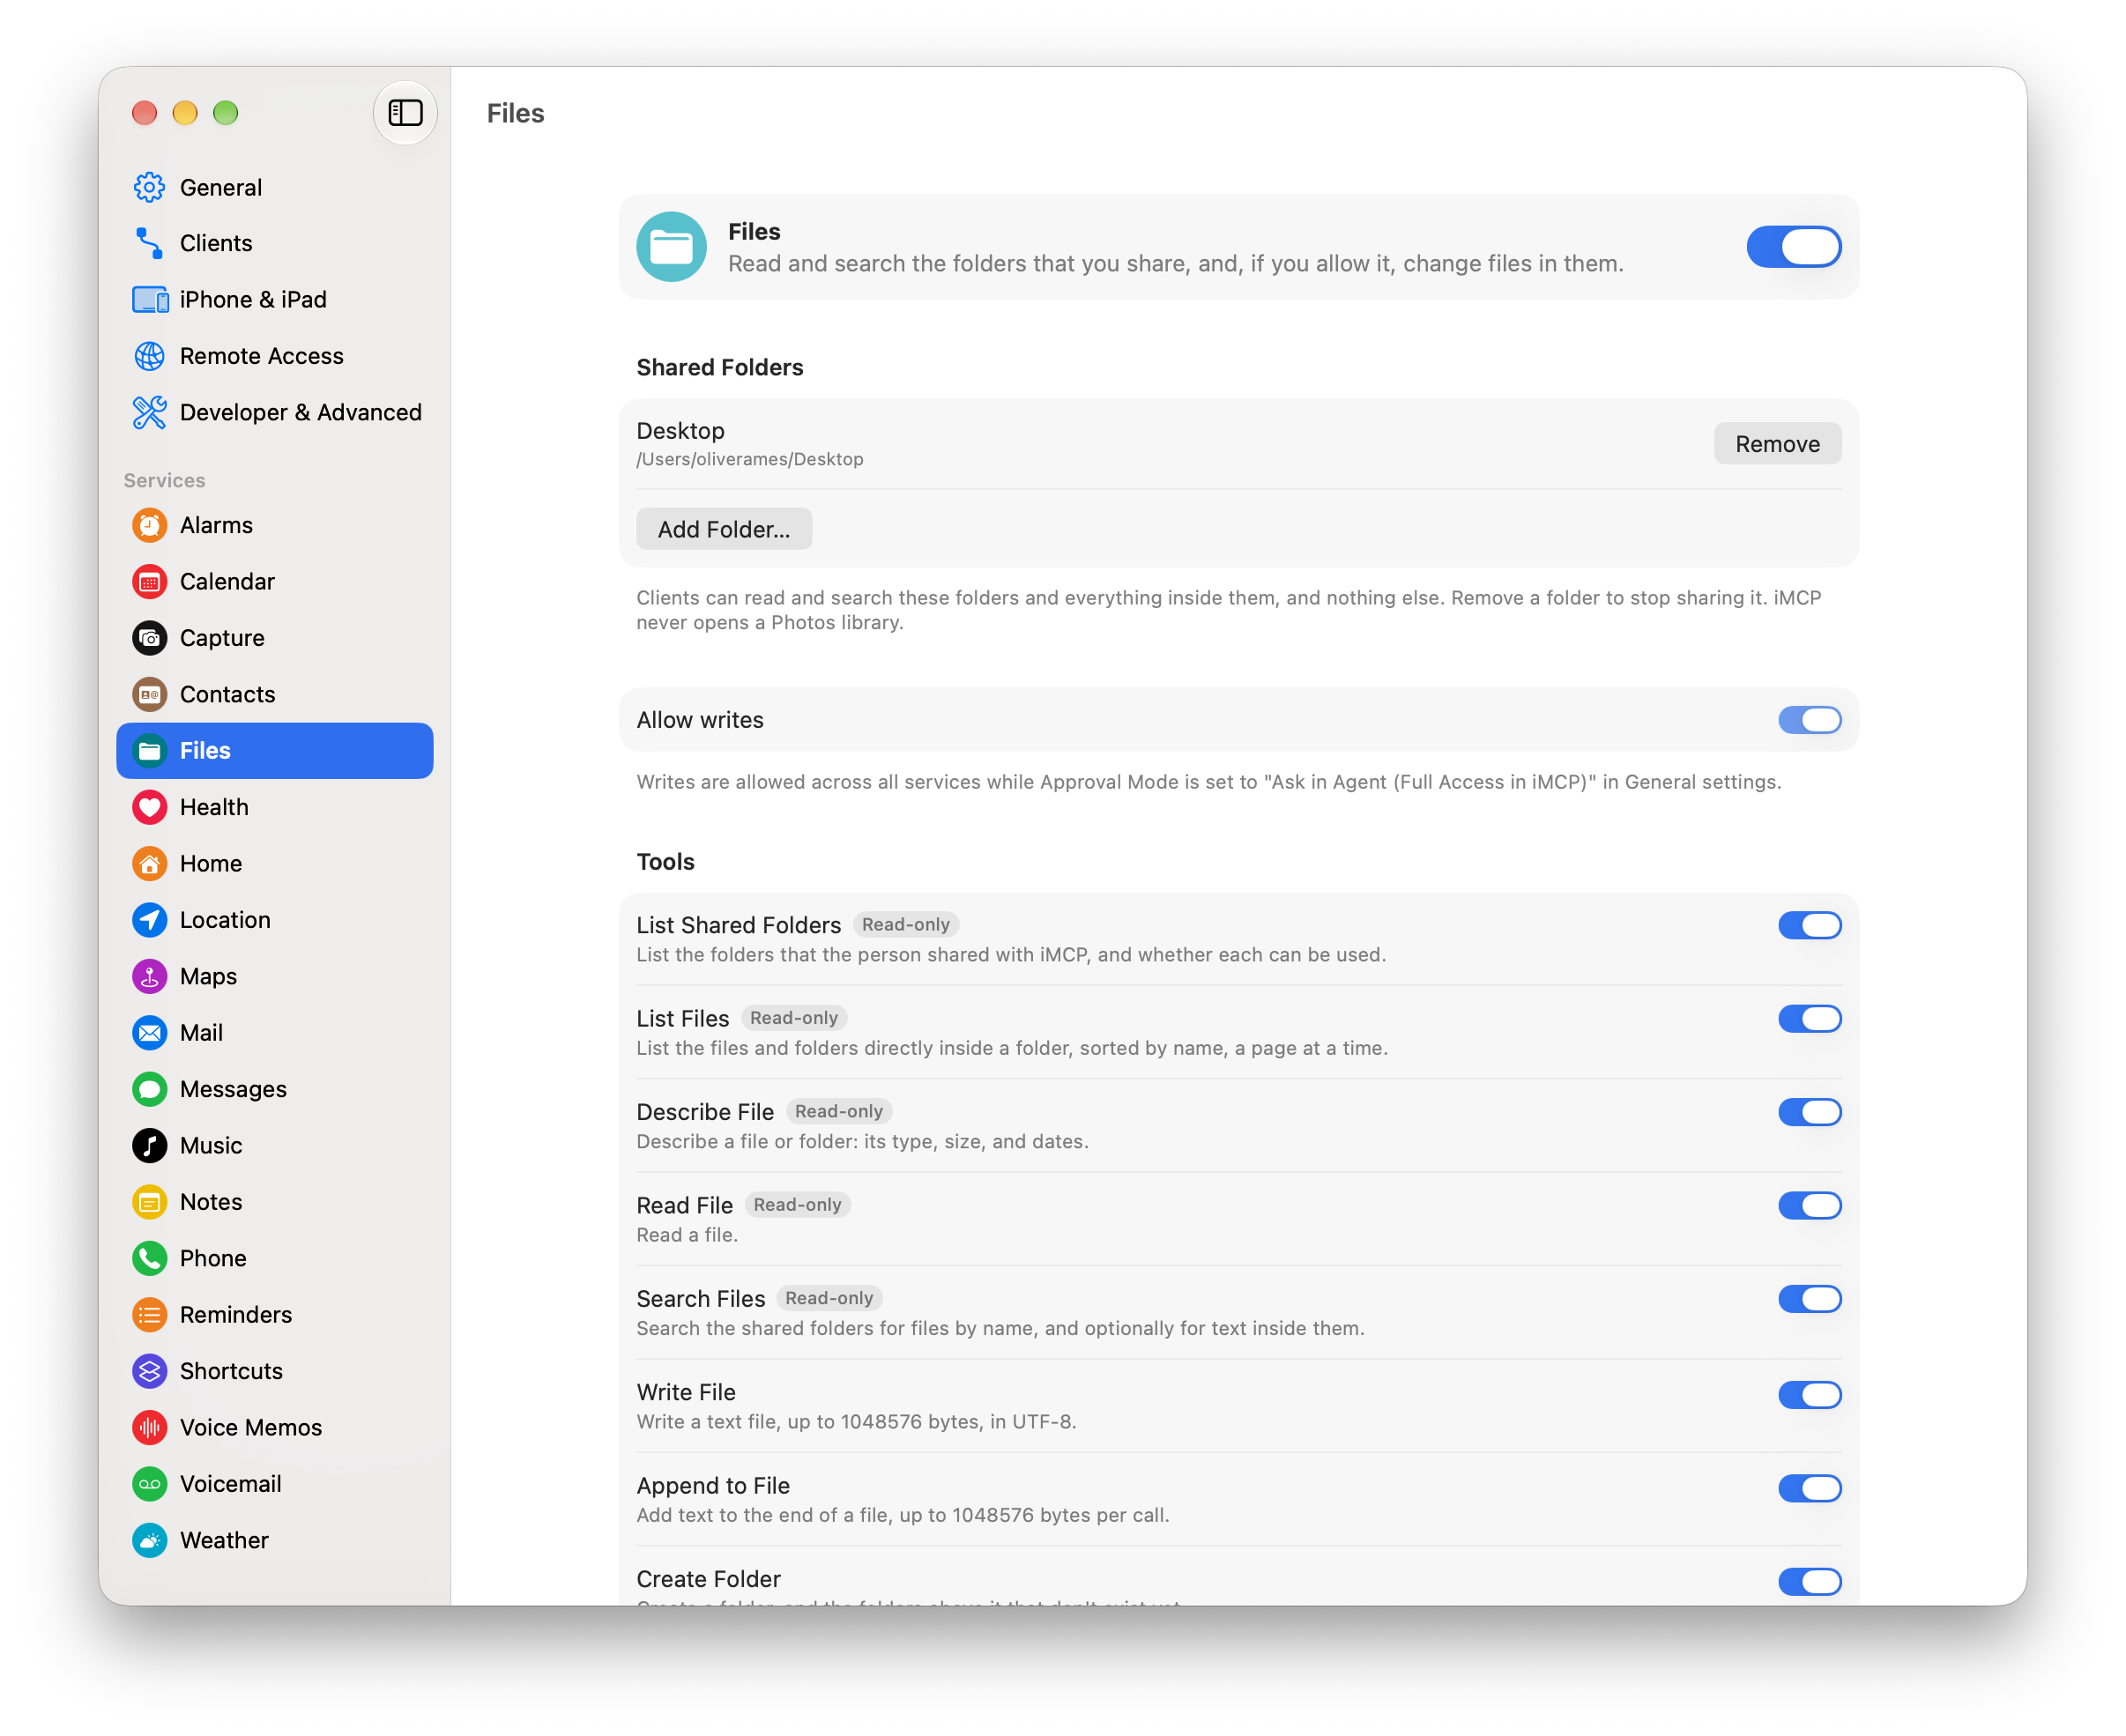 Files
General
Clients
iPhone & iPad
Remote Access
Developer & Advanced
Services
Alarms
Calendar
Capture
Contacts
Files
Health
Home
Location
Maps
Mail
Messages
Music
Notes
Phone
Reminders
Shortcuts
Voice Memos
Voicemail
Weather
Files
Read and search the folders that you share, and, if you allow it, change files in them.
Shared Folders
Desktop
/Users/oliverames/Desktop
Remove
Add Folder...
Clients can read and search these folders and everything inside them, and nothing else. Remove a folder to stop sharing it. iMCP
never opens a Photos library.
Allow writes
Writes are allowed across all services while Approval Mode is set to "Ask in Agent (Full Access in iMCP)" in General settings.
Tools
List Shared Folders Read-only
List the folders that the person shared with iMCP, and whether each can be used.
List Files Read-only
List the files and folders directly inside a folder, sorted by name, a page at a time.
Describe File Read-only
Describe a file or folder: its type, size, and dates.
Read File Read-only
Read a file.
Search Files Read-only
Search the shared folders for files by name, and optionally for text inside them.
Write File
Write a text file, up to 1048576 bytes, in UTF-8.
Append to File
Add text to the end of a file, up to 1048576 bytes per call.
Create Folder
Create a folder, and the folders above it that don't exist yet.